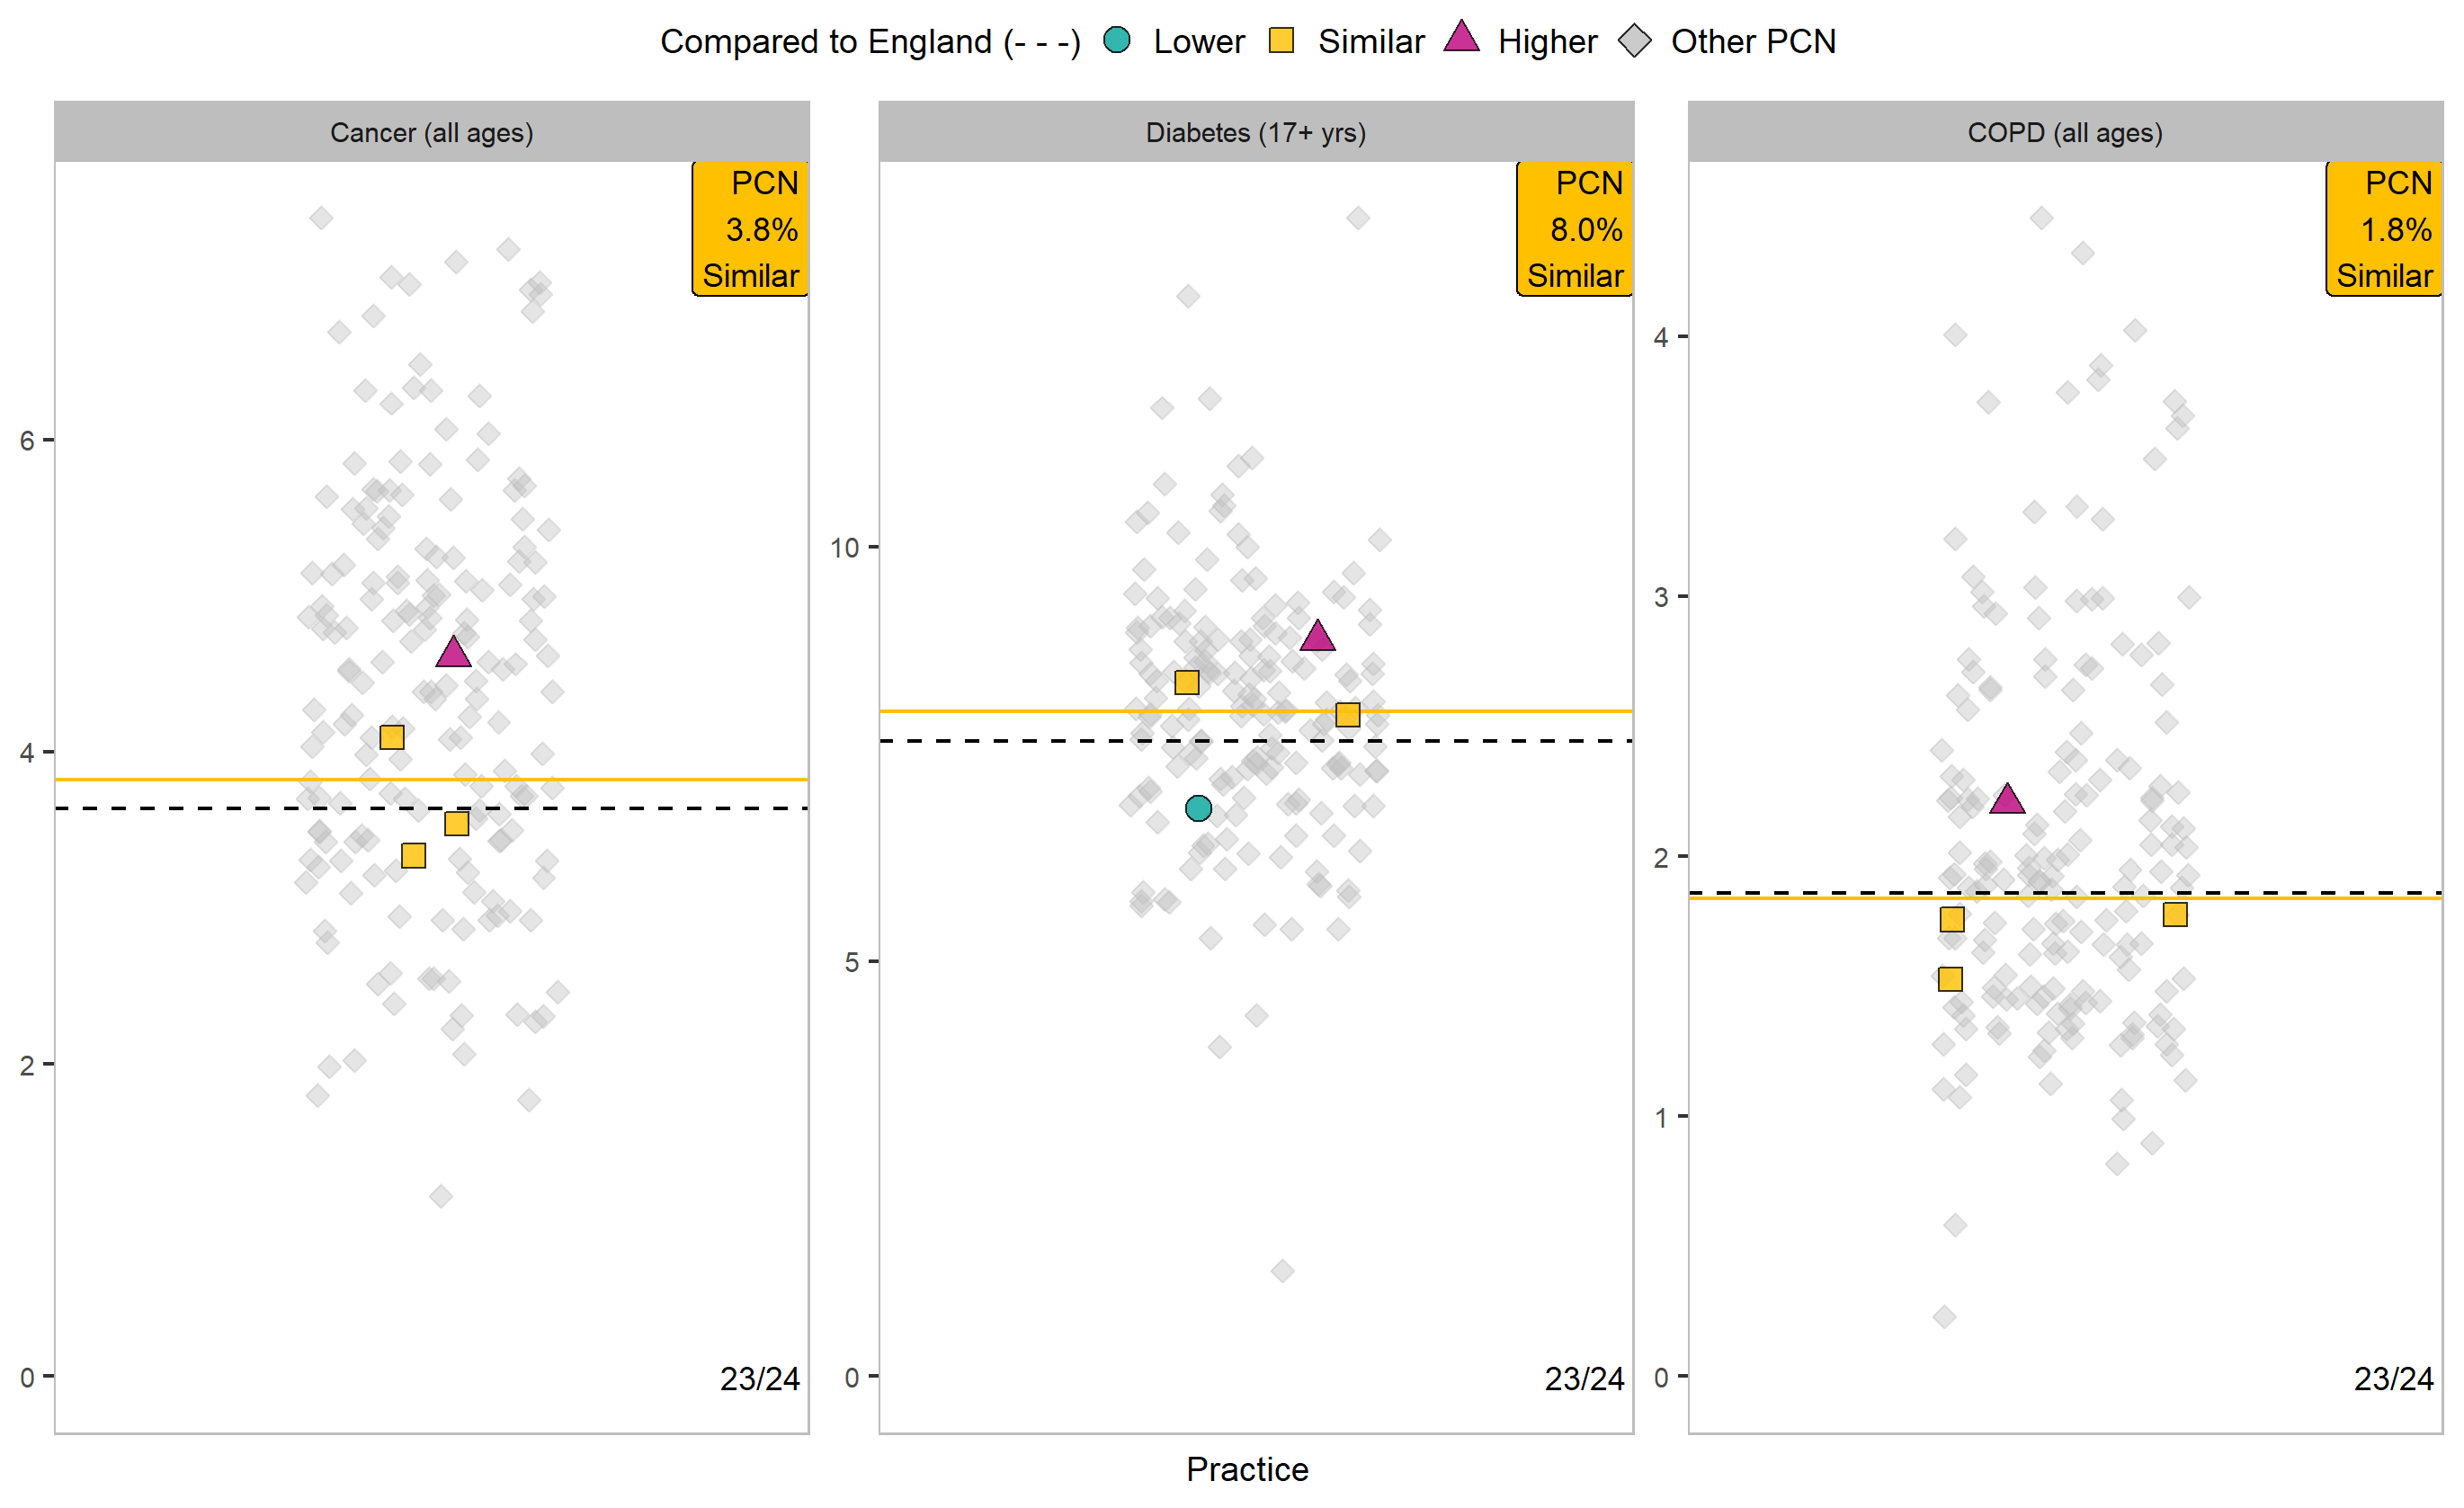 Compared to England (- - -) Lower Similar Higher Other PCN
Cancer (all ages)
PCN
3.8%
Similar
6
4
2
0
23/24
Diabetes (17+ yrs)
PCN
8.0%
Similar
10
5
0
23/24
COPD (all ages)
PCN
1.8%
Similar
4
3
2
1
0
23/24
Practice